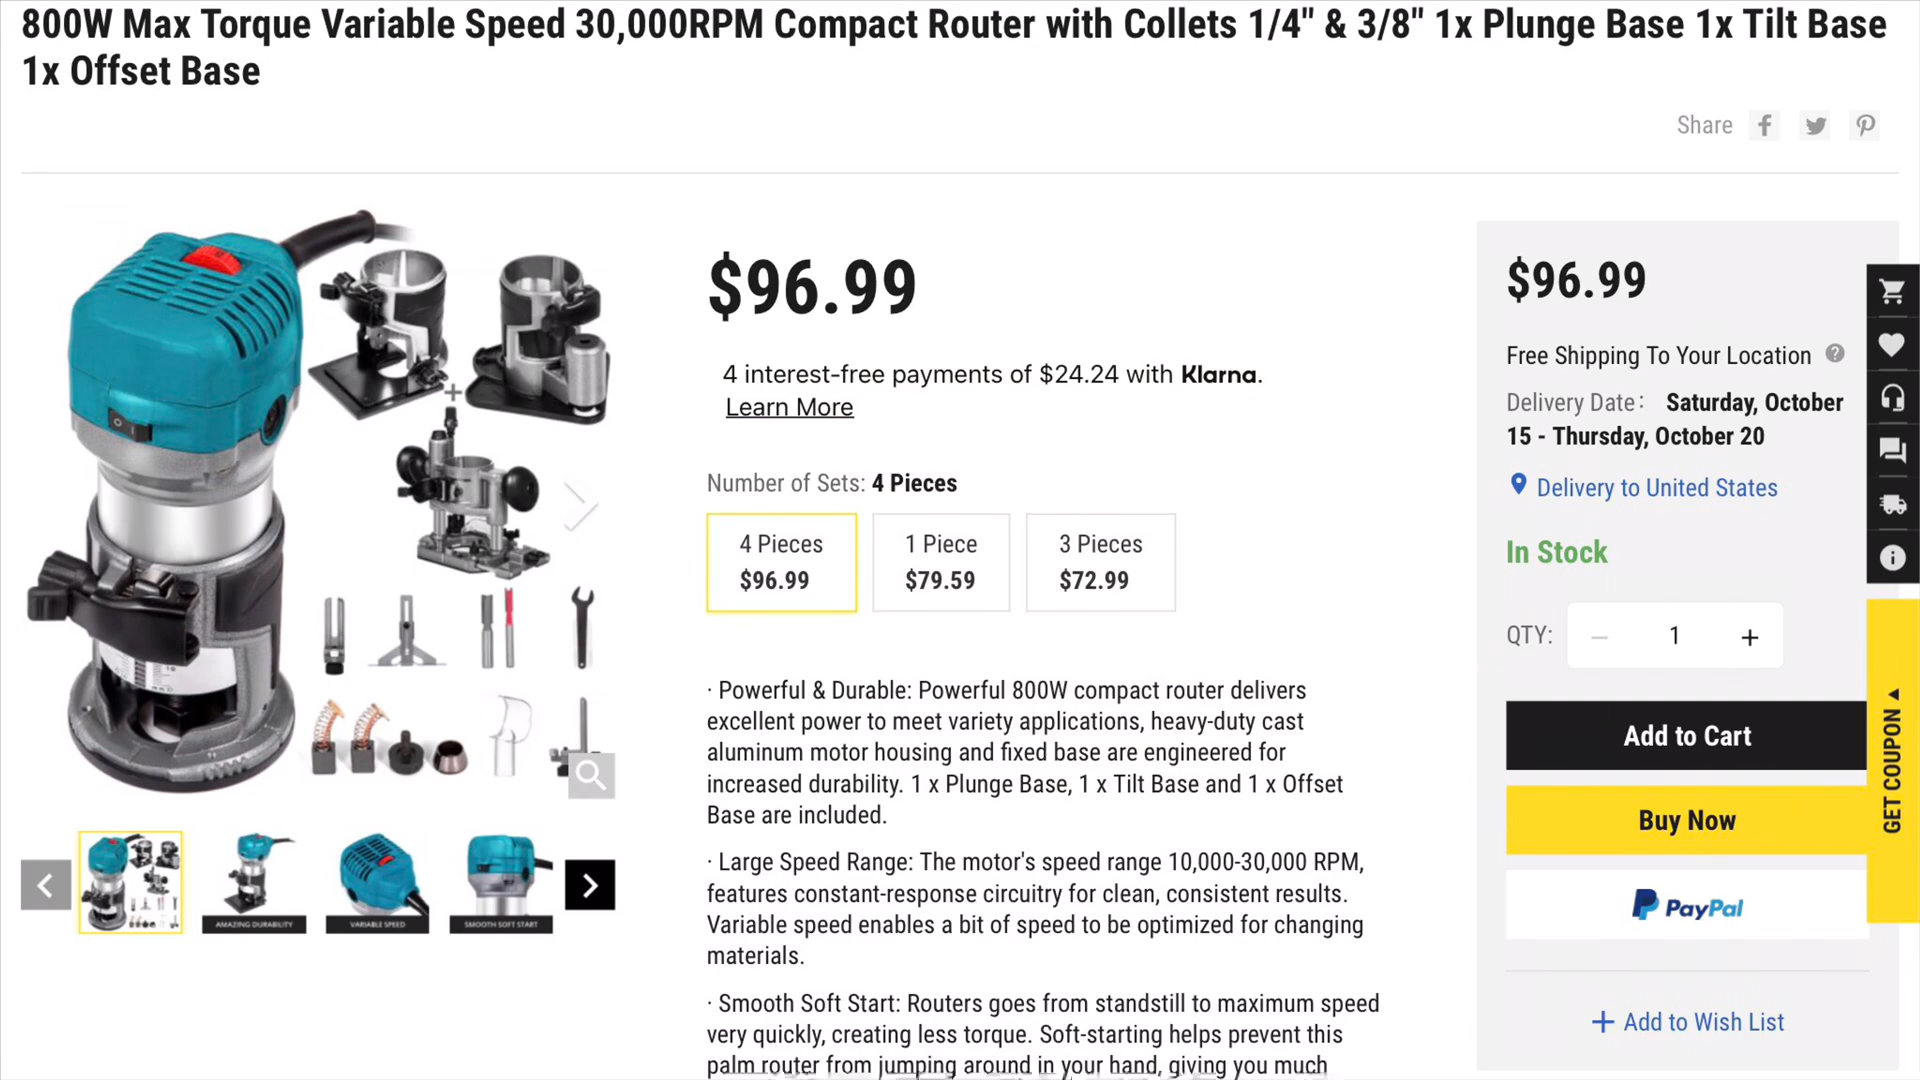 800W Max Torque Variable Speed 30,000RPM Compact Router with Collets 1/4" & 3/8" 1x Plunge Base 1x Tilt Base
1x Offset Base
Share
$96.99
4 interest-free payments of $24.24 with Klarna.
Learn More
Number of Sets: 4 Pieces
4 Pieces
$96.99
1 Piece
$79.59
3 Pieces
$72.99
· Powerful & Durable: Powerful 800W compact router delivers
excellent power to meet variety applications, heavy-duty cast
aluminum motor housing and fixed base are engineered for
increased durability. 1 x Plunge Base, 1 x Tilt Base and 1 x Offset
Base are included.
· Large Speed Range: The motor's speed range 10,000-30,000 RPM,
features constant-response circuitry for clean, consistent results.
Variable speed enables a bit of speed to be optimized for changing
materials.
· Smooth Soft Start: Routers goes from standstill to maximum speed
very quickly, creating less torque. Soft-starting helps prevent this
palm router from jumping around in your hand, giving you much
AMAZING DURABILITY
VARIABLE SPEED
SMOOTH SOFT START
$96.99
Free Shipping To Your Location ?
Delivery Date: Saturday, October
15 - Thursday, October 20
Delivery to United States
In Stock
QTY: − 1 +
Add to Cart
Buy Now
PayPal
+ Add to Wish List
GET COUPON